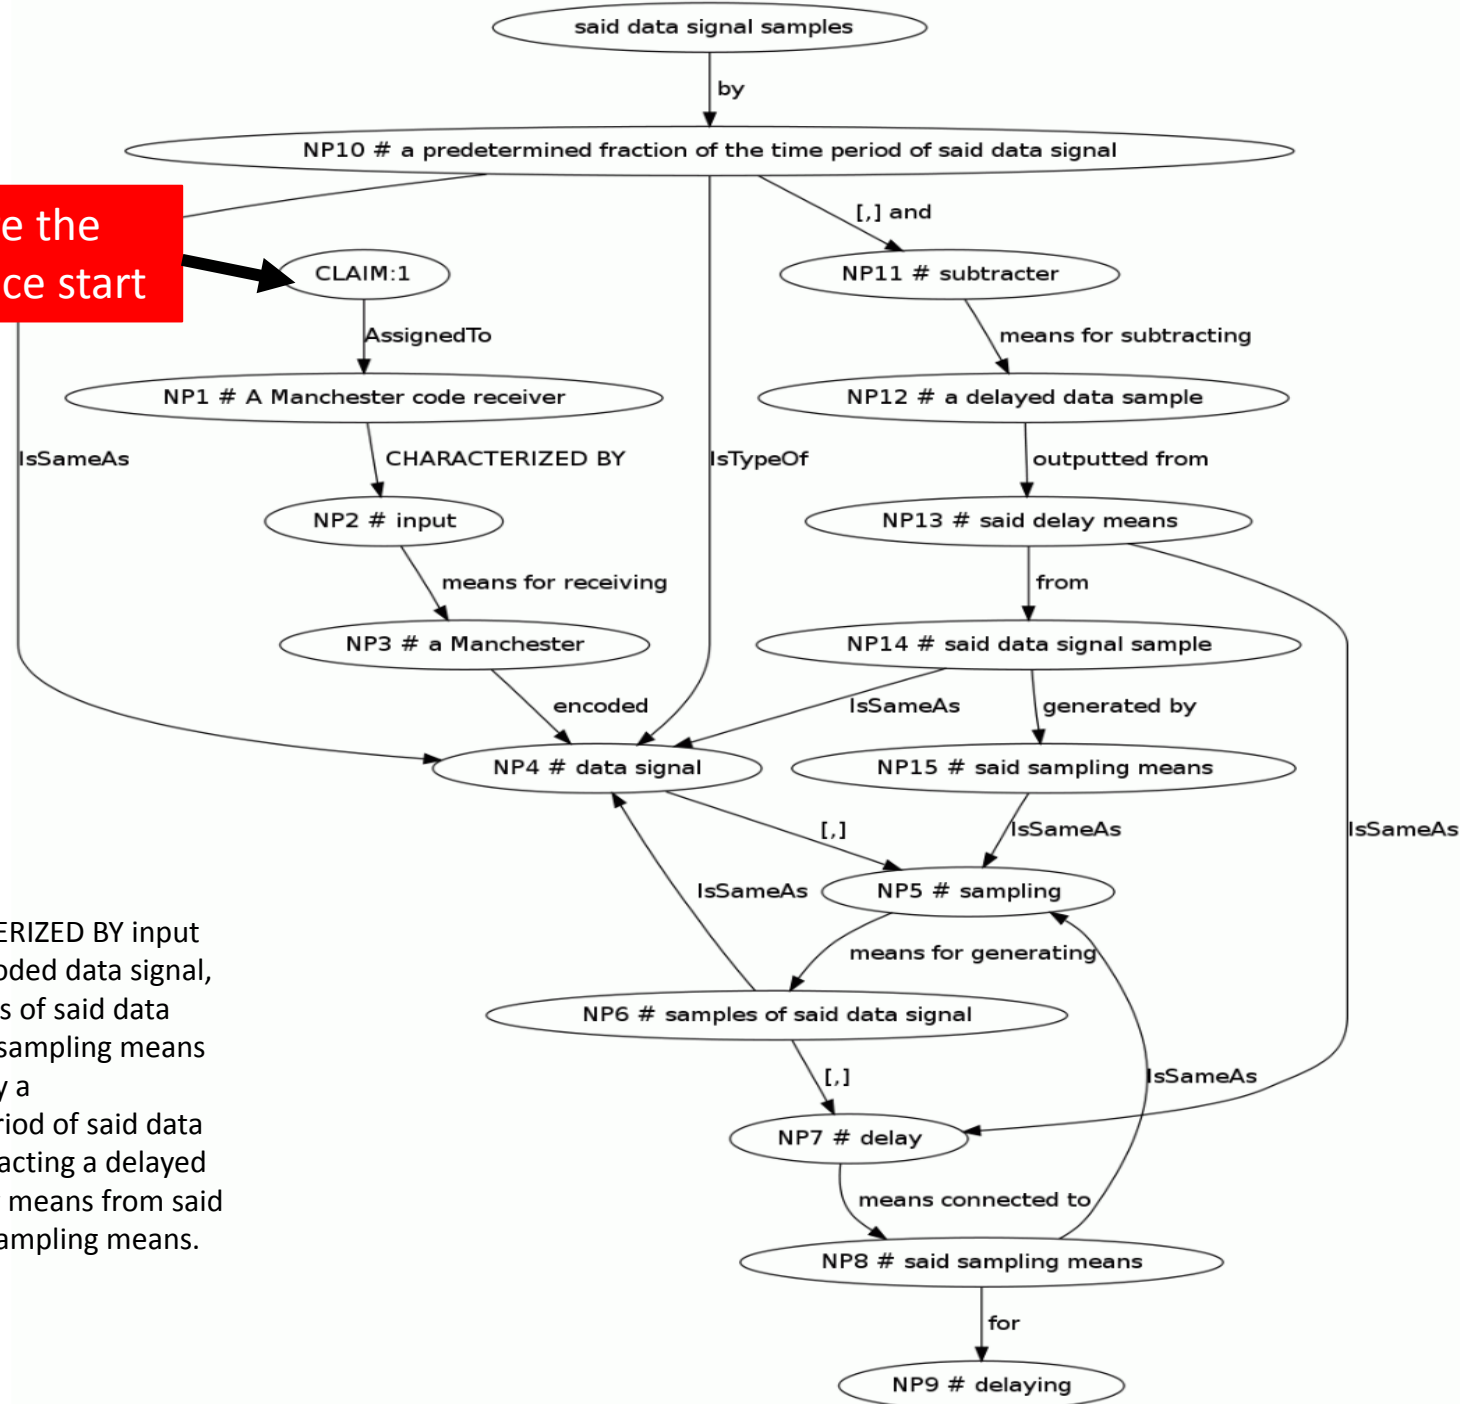 said data signal samples
by
NP10 # a predetermined fraction of the time period of said data signal
[,] and
e the
ce start
CLAIM:1
NP11 # subtracter
AssignedTo
means for subtracting
NP1 # A Manchester code receiver
NP12 # a delayed data sample
IsSameAs
CHARACTERIZED BY
IsTypeOf
outputted from
NP2 # input
NP13 # said delay means
means for receiving
from
NP3 # a Manchester
NP14 # said data signal sample
encoded
IsSameAs
generated by
NP4 # data signal
NP15 # said sampling means
[,]
IsSameAs
IsSameAs
IsSameAs
NP5 # sampling
means for generating
NP6 # samples of said data signal
[,]
IsSameAs
NP7 # delay
means connected to
NP8 # said sampling means
for
NP9 # delaying
ERIZED BY input
oded data signal,
s of said data
sampling means
y a
riod of said data
acting a delayed
means from said
ampling means.